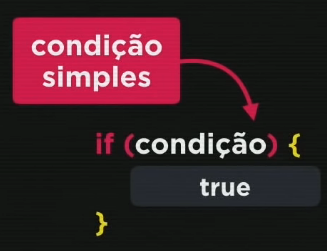 condição
simples
if (condição) {
true
}